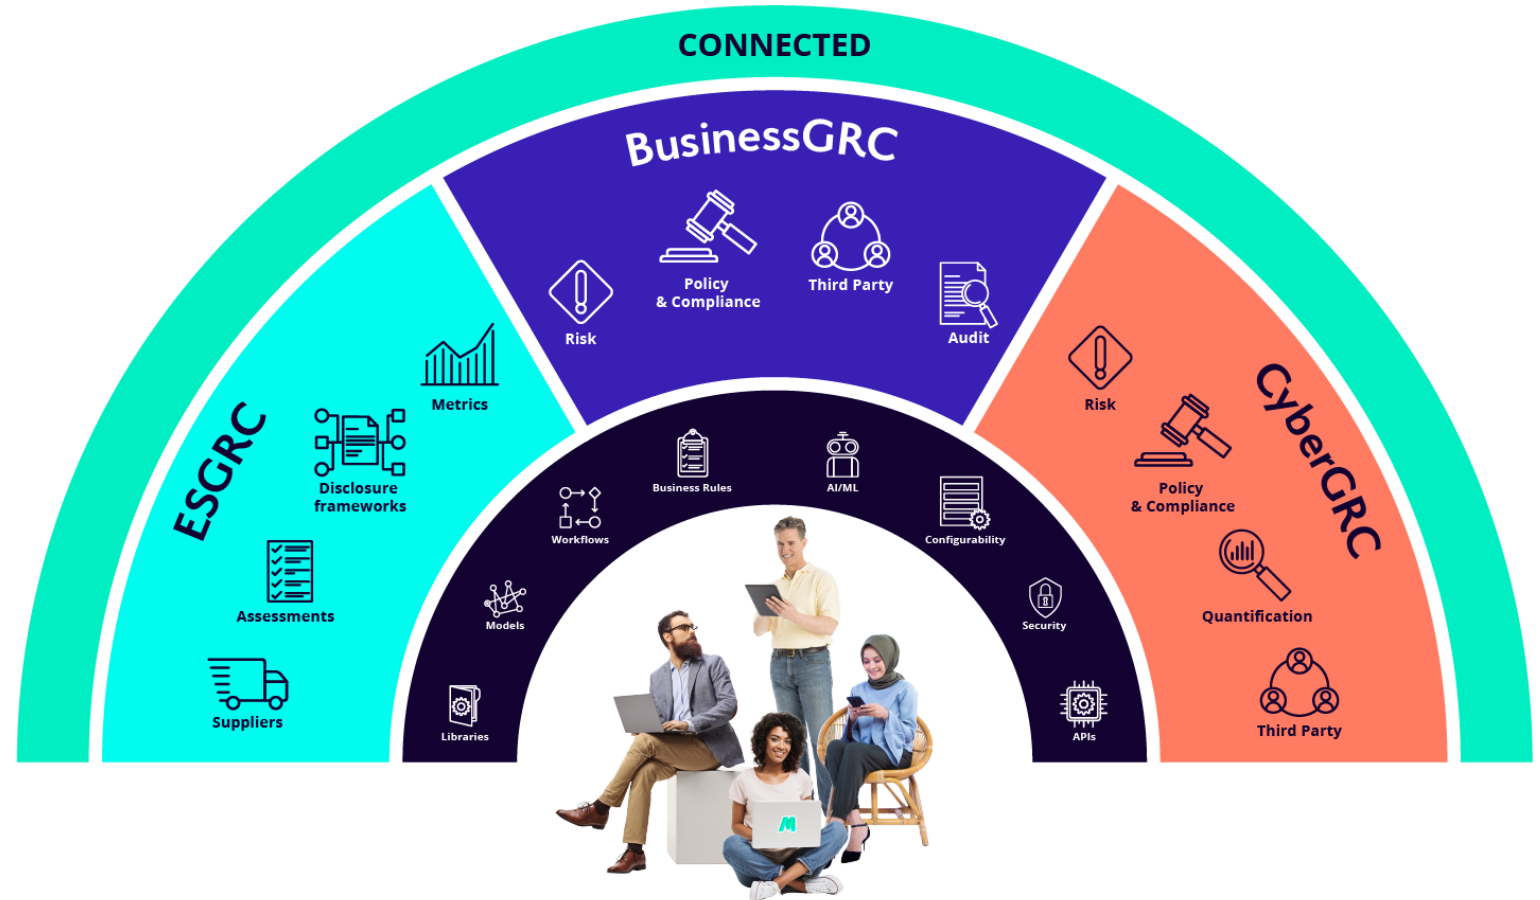 CONNECTED
BusinessGRC
Risk
Policy
& Compliance
Third Party
Audit
ESGRC
Metrics
Disclosure
frameworks
Assessments
Suppliers
CyberGRC
Risk
Policy
& Compliance
Quantification
Third Party
Libraries
Models
Workflows
Business Rules
AI/ML
Configurability
Security
APIs
M